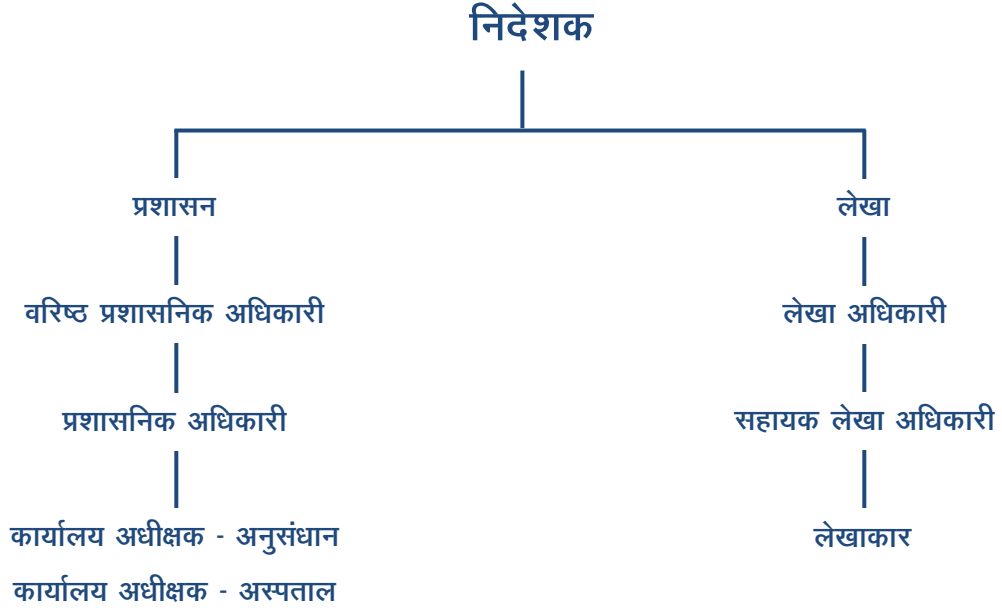 निदेशक
प्रशासन
लेखा
वरिष्ठ प्रशासनिक अधिकारी
लेखा अधिकारी
प्रशासनिक अधिकारी
सहायक लेखा अधिकारी
कार्यालय अधीक्षक - अनुसंधान
लेखाकार
कार्यालय अधीक्षक - अस्पताल